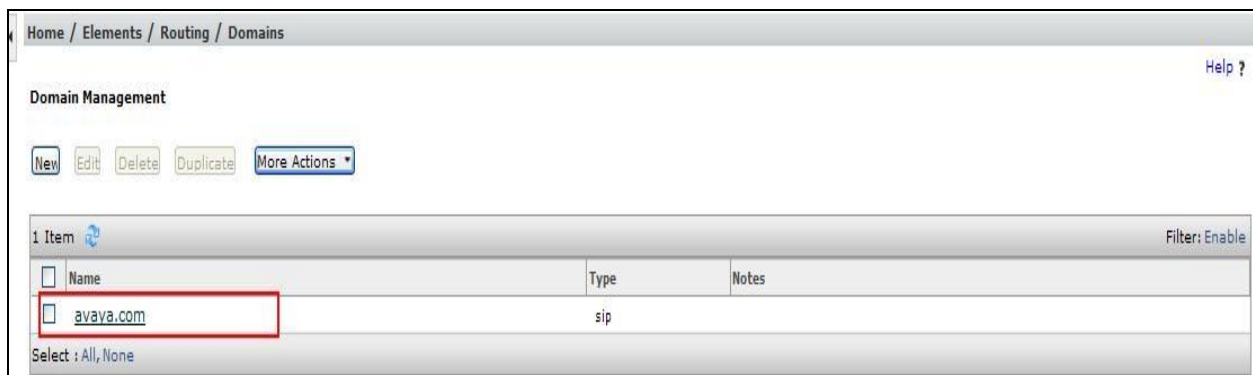 Home / Elements / Routing / Domains
Help ?
Domain Management
New Edit Delete Duplicate More Actions
1 Item Filter: Enable
Name Type Notes
avaya.com sip
Select : All, None